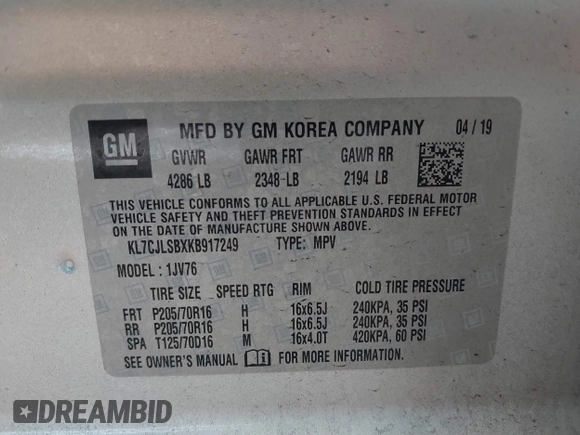 GM
MFD BY GM KOREA COMPANY 04 / 19
GVWR GAWR FRT GAWR RR
4286 LB 2348 LB 2194 LB
THIS VEHICLE CONFORMS TO ALL APPLICABLE U.S. FEDERAL MOTOR
VEHICLE SAFETY AND THEFT PREVENTION STANDARDS IN EFFECT
ON THE DATE OF MANUFACTURE SHOWN ABOVE.
KL7CJLSBXKB917249 TYPE: MPV
MODEL : 1JV76
TIRE SIZE SPEED RTG RIM COLD TIRE PRESSURE
FRT P205/70R16 H 16x6.5J 240KPA, 35 PSI
RR P205/70R16 H 16x6.5J 240KPA, 35 PSI
SPA T125/70D16 M 16x4.0T 420KPA, 60 PSI
SEE OWNER'S MANUAL FOR MORE INFORMATION.
DREAMBID